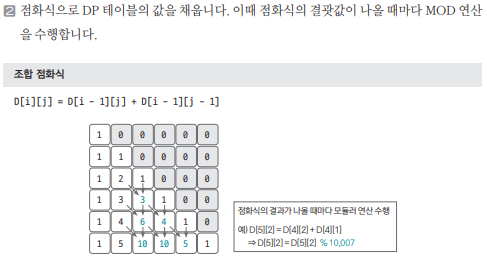 2 점화식으로 DP 테이블의 값을 채웁니다. 이때 점화식의 결괏값이 나올 때마다 MOD 연산
을 수행합니다.
조합 점화식
D[i][j] = D[i - 1][j] + D[i - 1][j - 1]
1 0 0 0 0 0
1 1 0 0 0 0
1 2 1 0 0 0
1 3 3 1 0 0
1 4 6 4 1 0
1 5 10 10 5 1
점화식의 결과가 나올 때마다 모듈러 연산 수행
예) D[5][2] = D[4][2] + D[4][1]
⇒ D[5][2] = D[5][2] % 10,007